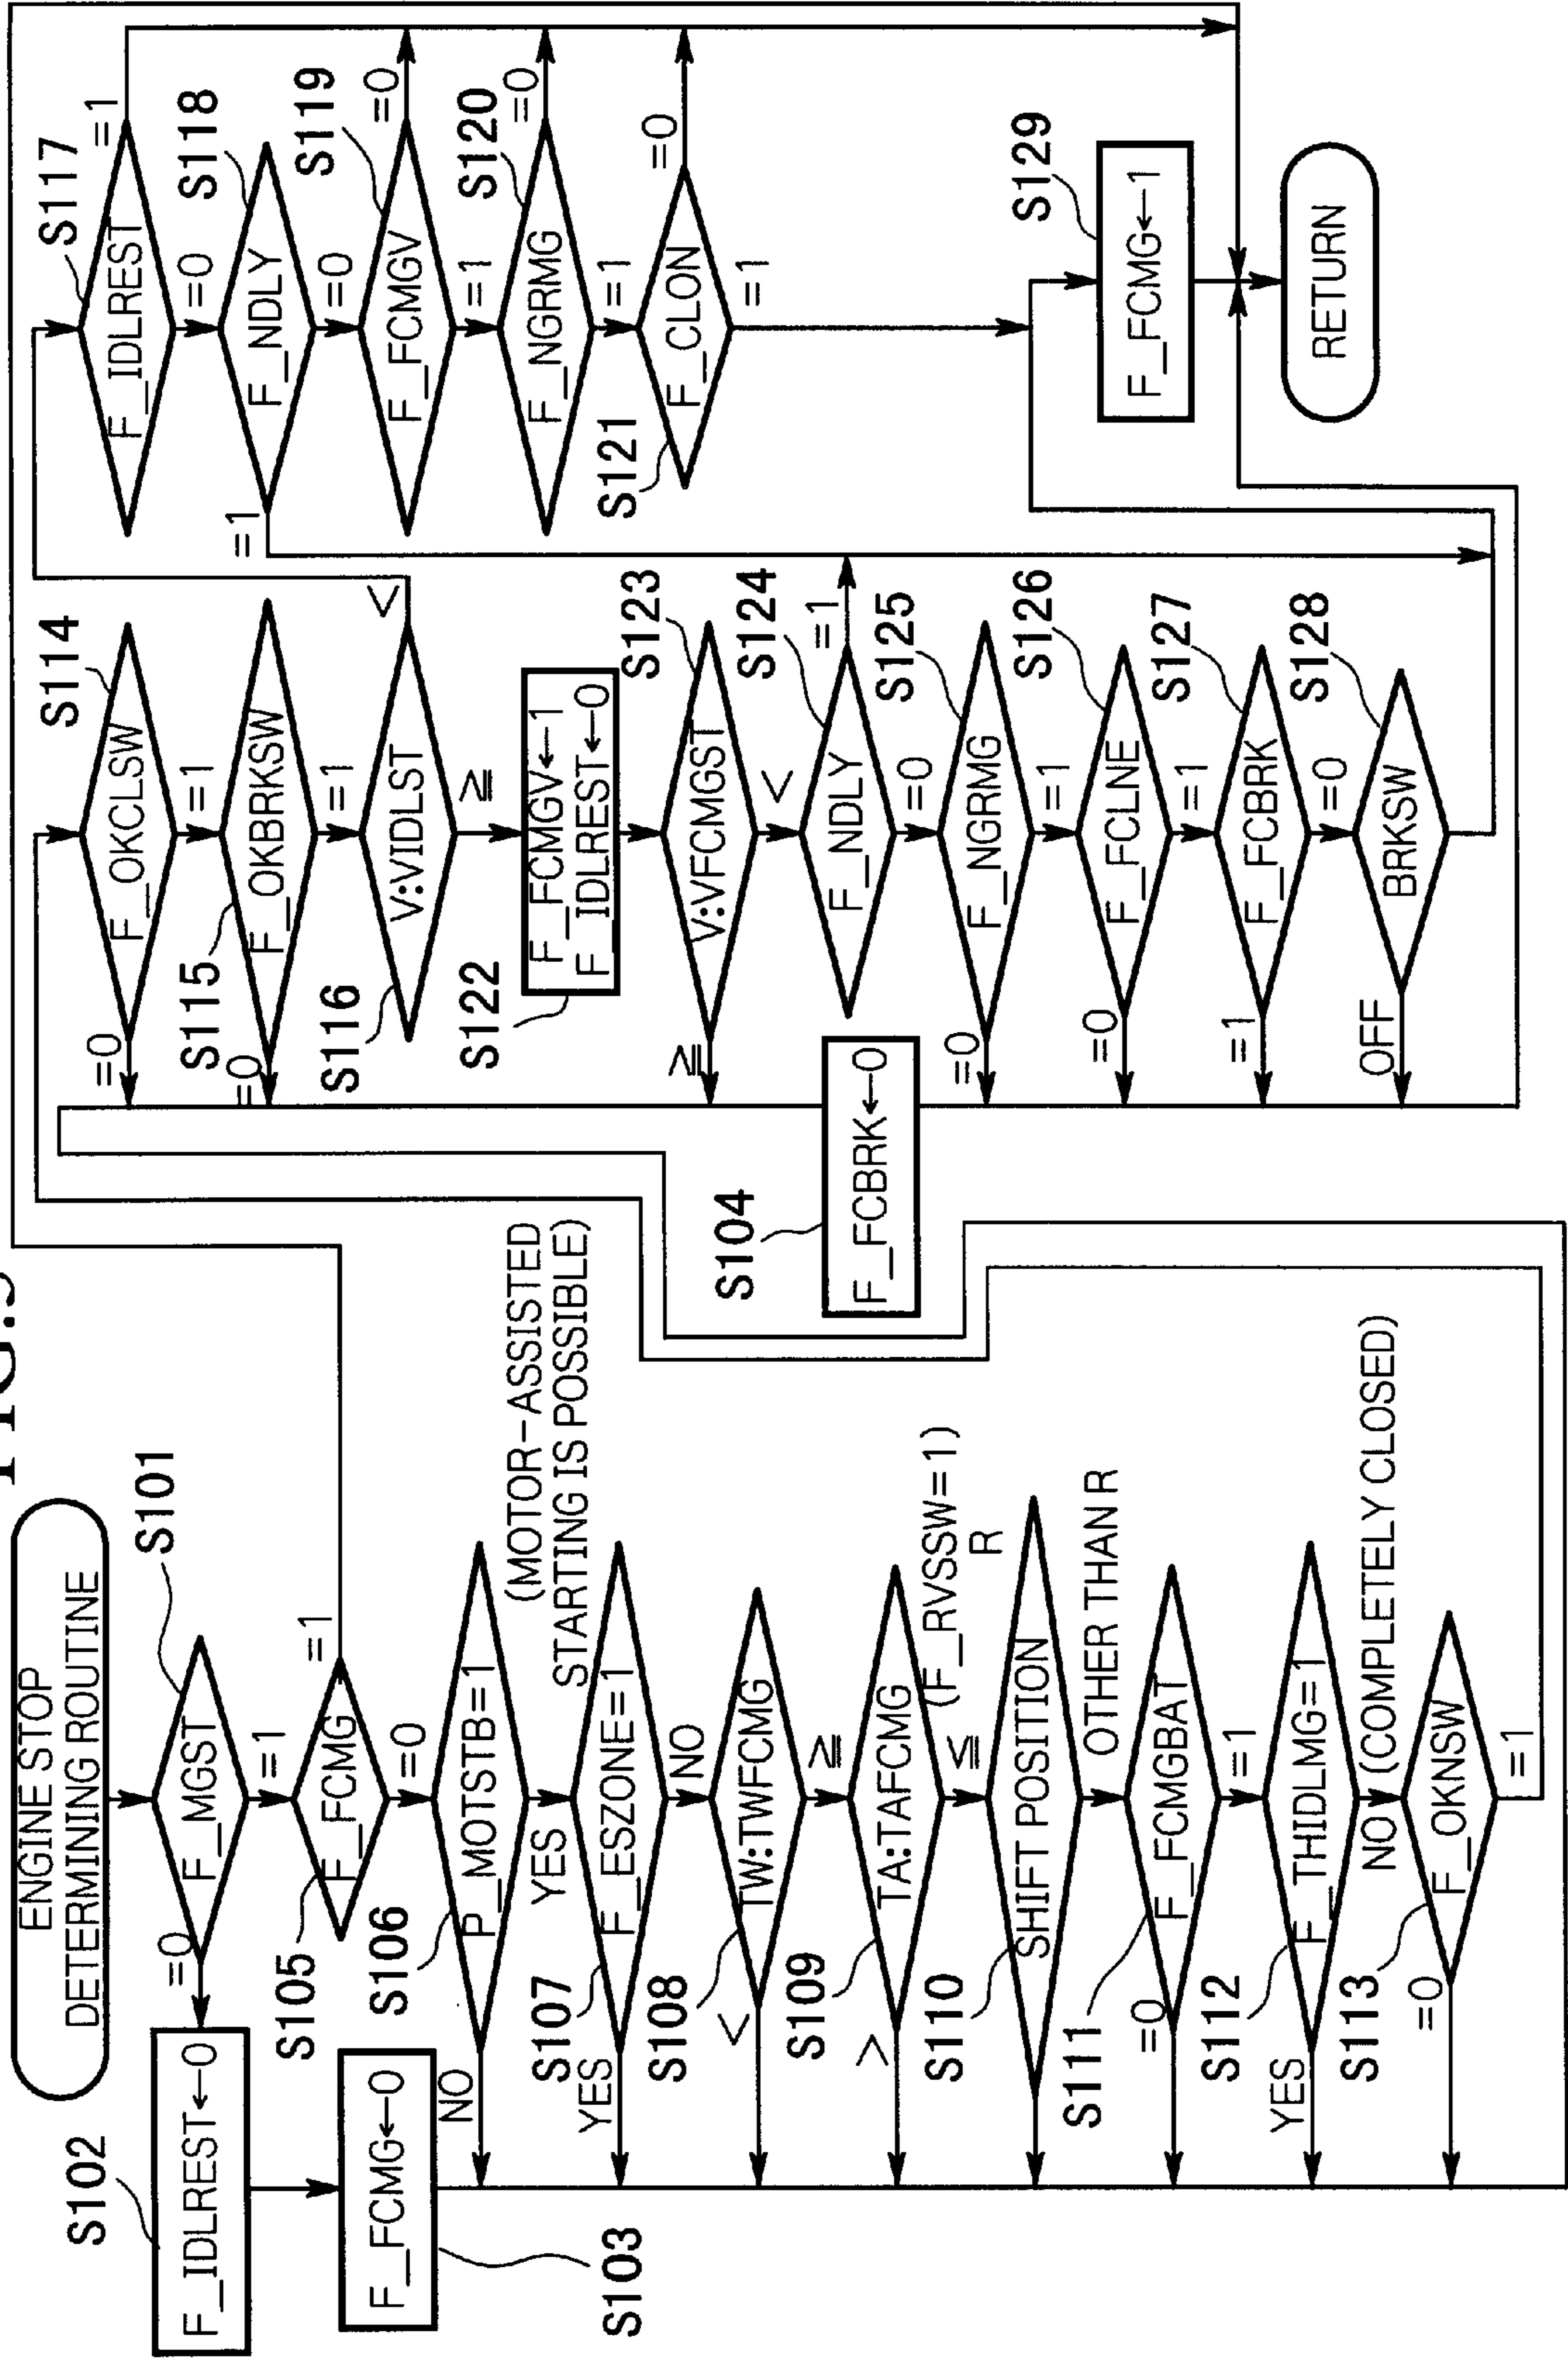 FIG.5
ENGINE STOP
DETERMINING ROUTINE
S101
F_MGST
=0
=1
S102
F_IDLREST←0
S103
F_FCMG←0
S105
F_FCMG
=1
=0
S106
P_MOTSTB=1
NO
YES
(MOTOR-ASSISTED
STARTING IS POSSIBLE)
S107
F_ESZONE=1
YES
NO
S108
TW:TWFCMG
<
≧
S109
TA:TAFCMG
>
≦
(F_RVSSW=1)
R
S110
SHIFT POSITION
OTHER THAN R
S111
F_FCMGBAT
=0
=1
S112
F_THIDLMG=1
YES
NO (COMPLETELY CLOSED)
S113
F_OKNSW
=0
=1
S104
F_FCBRK←0
S114
F_OKCLSW
=0
=1
S115
F_OKBRKSW
=0
=1
S116
V:VIDLST
<
≧
S122
F_FCMGV←1
F_IDLREST←0
S123
V:VFCMGST
≧
<
S124
F_NDLY
=1
=0
S125
F_NGRMG
=0
=1
S126
F_FCLNE
=0
=1
S127
F_FCBRK
=1
=0
S128
BRKSW
OFF
S117
F_IDLREST
=1
=0
S118
F_NDLY
=1
=0
S119
F_FCMGV
=0
=1
S120
F_NGRMG
=0
=1
S121
F_CLON
=0
=1
S129
F_FCMG←1
RETURN